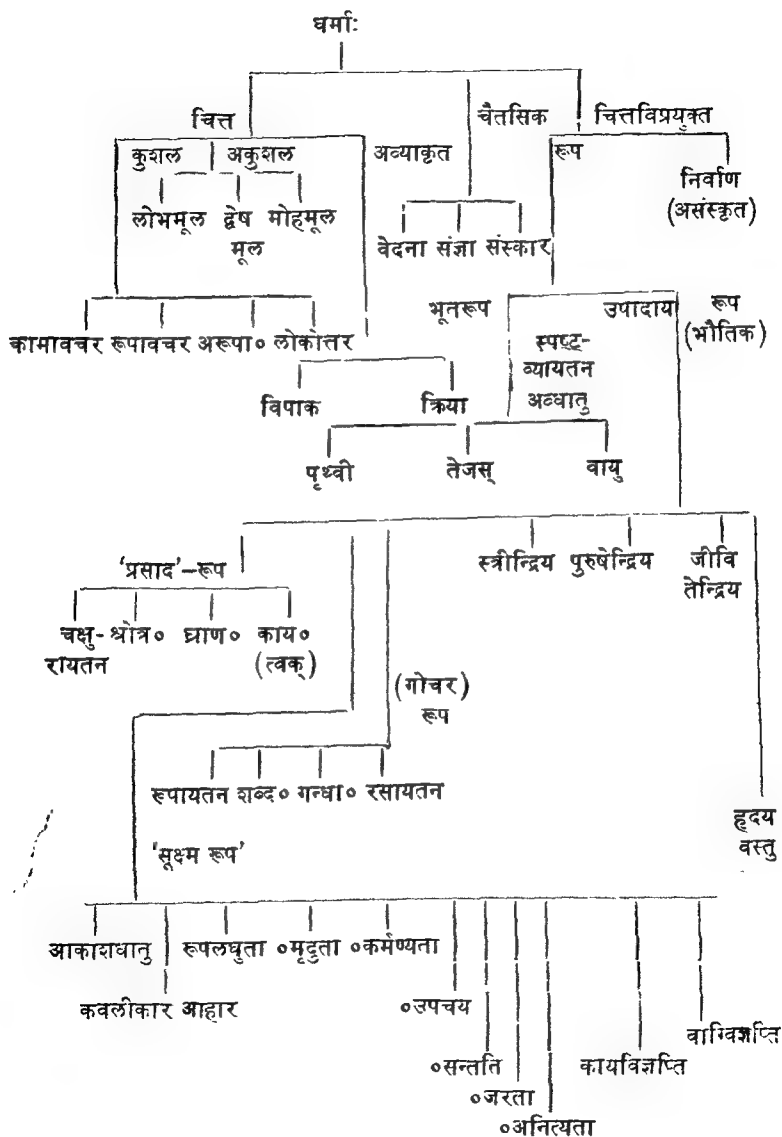 धर्माः
चित्त
चैतसिक
चित्तविप्रयुक्त
कुशल अकुशल
अव्याकृत
रूप
निर्वाण
(असंस्कृत)
लोभमूल द्वेष मोहमूल
मूल
वेदना संज्ञा संस्कार
भूतरूप
उपादाय
रूप
(भौतिक)
कामावचर रूपावचर अरूपा० लोकोत्तर
स्पष्ट-
व्यायतन
अब्धातु
विपाक
क्रिया
पृथ्वी
तेजस्
वायु
'प्रसाद'-रूप
स्त्रीन्द्रिय पुरुषेन्द्रिय
जीवि
तेन्द्रिय
चक्षु- श्रोत्र० घ्राण० काय०
रायतन
(त्वक्)
(गोचर)
रूप
रूपायतन शब्द० गन्धा० रसायतन
हृदय
वस्तु
'सूक्ष्म रूप'
आकाशधातु
रूपलघुता ०मृदुता ०कर्मण्यता
कवलीकार आहार
०उपचय
वाग्विज्ञप्ति
०सन्तति
कायविज्ञप्ति
०जरता
०अनित्यता